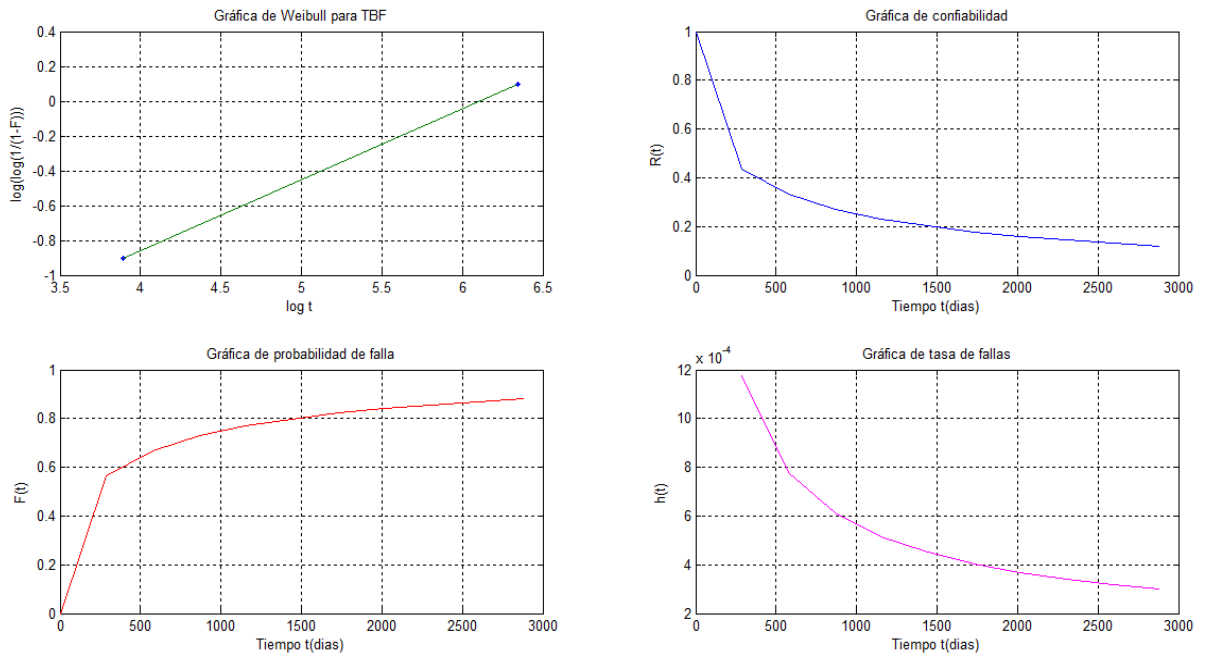 Gráfica de Weibull para TBF
0.4
0.2
0
-0.2
-0.4
-0.6
-0.8
-1
log(log(1/(1-F)))
3.5 4 4.5 5 5.5 6 6.5
log t
Gráfica de confiabilidad
1
0.8
0.6
0.4
0.2
0
R(t)
0 500 1000 1500 2000 2500 3000
Tiempo t(dias)
Gráfica de probabilidad de falla
1
0.8
0.6
0.4
0.2
0
F(t)
0 500 1000 1500 2000 2500 3000
Tiempo t(dias)
Gráfica de tasa de fallas
x 10-4
12
10
8
6
4
2
h(t)
0 500 1000 1500 2000 2500 3000
Tiempo t(dias)